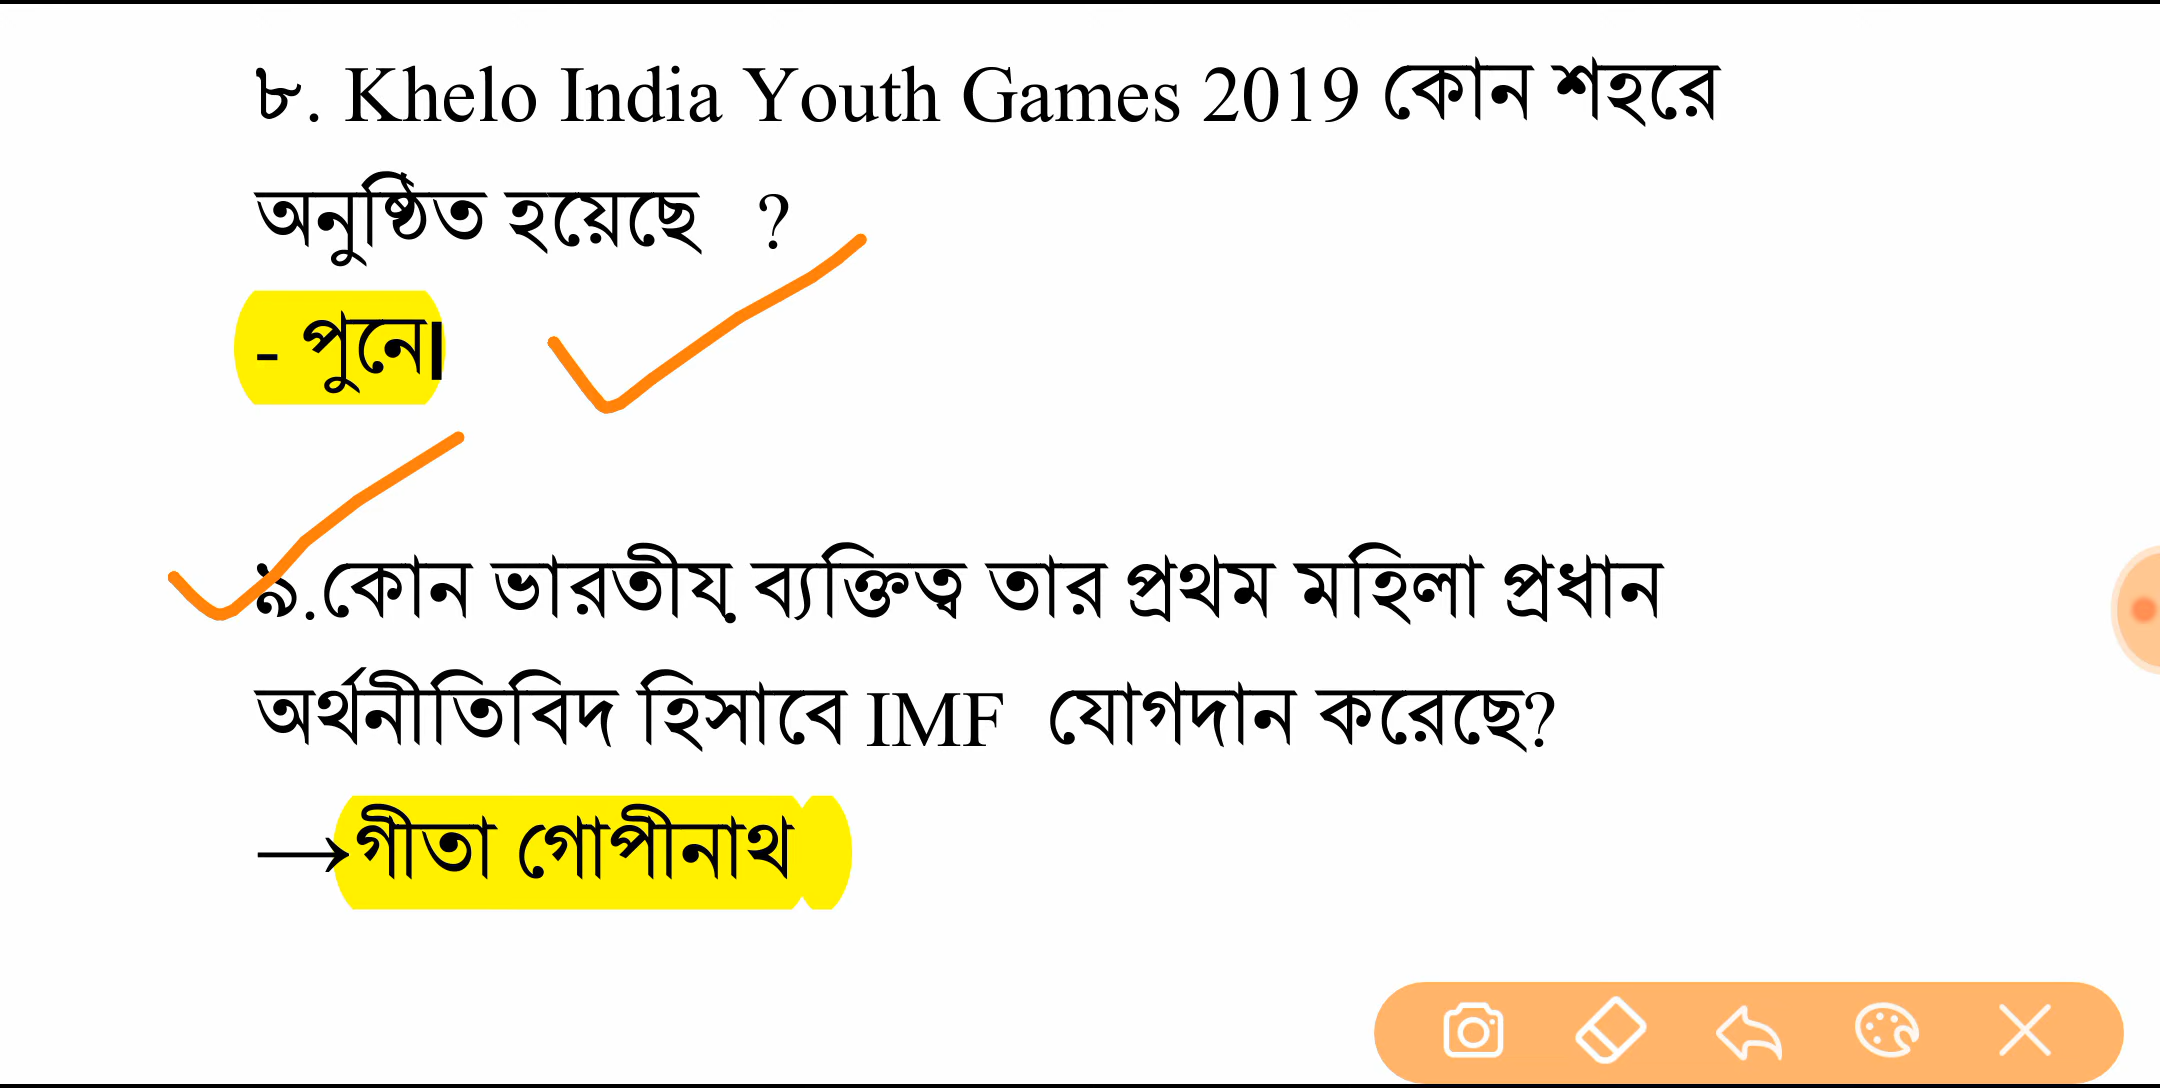 ৮. Khelo India Youth Games 2019 কোন শহরে
অনুষ্ঠিত হয়েছে ?
- পুনে।
৯.কোন ভারতীয় ব্যক্তিত্ব তার প্রথম মহিলা প্রধান
অর্থনীতিবিদ হিসাবে IMF যোগদান করেছে?
→গীতা গোপীনাথ